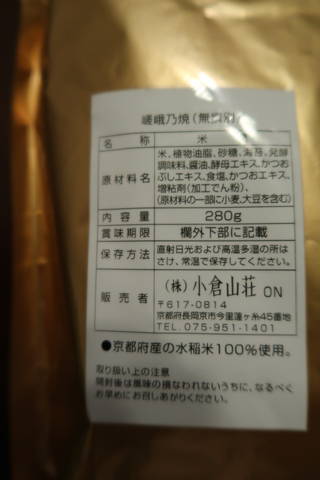 嵯峨乃焼(無選別)
名称 米
原材料名 米、植物油脂、砂糖、海苔、発酵
調味料、醤油、酵母エキス、かつお
ぶしエキス、食塩、かつおエキス、
増粘剤(加工でん粉)、
(原材料の一部に小麦、大豆を含む)
内容量 280g
賞味期限 欄外下部に記載
保存方法 直射日光および高温多湿の所は
さけ、常温で保存してください。
販売者 (株)小倉山荘 ON
〒617-0814
京都府長岡京市今里蓮ヶ糸45番地
TEL.075-951-1401
●京都府産の水稲米100%使用。
取り扱い上の注意
開封後は風味の損なわれないうちに、なるべく
お早めにお召しあがりください。